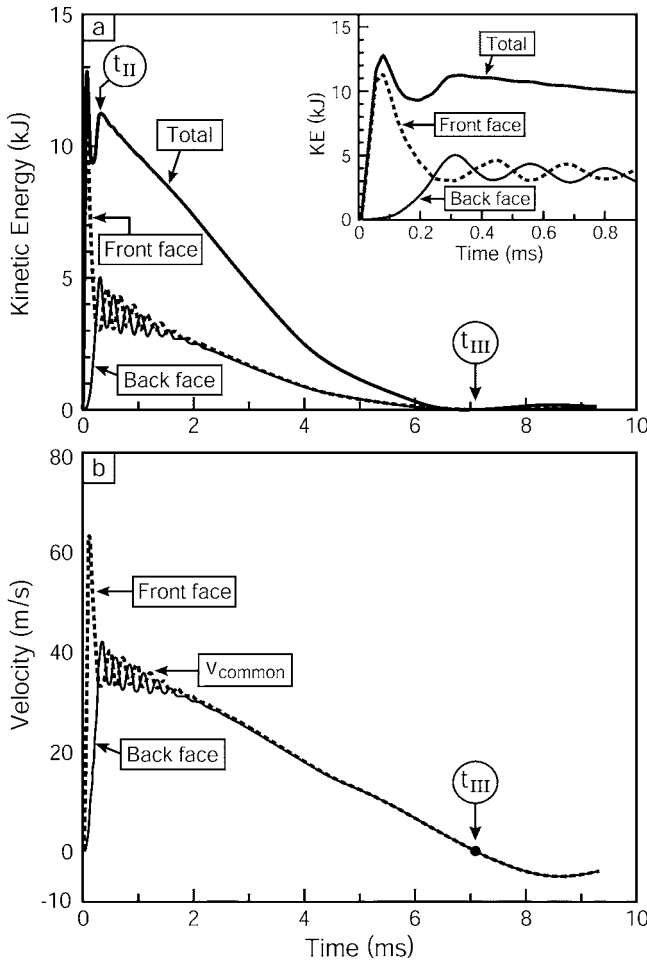 a
15
10
5
0
Kinetic Energy (kJ)
t_II
Total
Front face
Back face
t_III
0 2 4 6 8 10
15
10
5
0
KE (kJ)
Total
Front face
Back face
0 0.2 0.4 0.6 0.8
Time (ms)
b
80
60
40
20
0
-10
Velocity (m/s)
Front face
v_common
Back face
t_III
0 2 4 6 8 10
Time (ms)